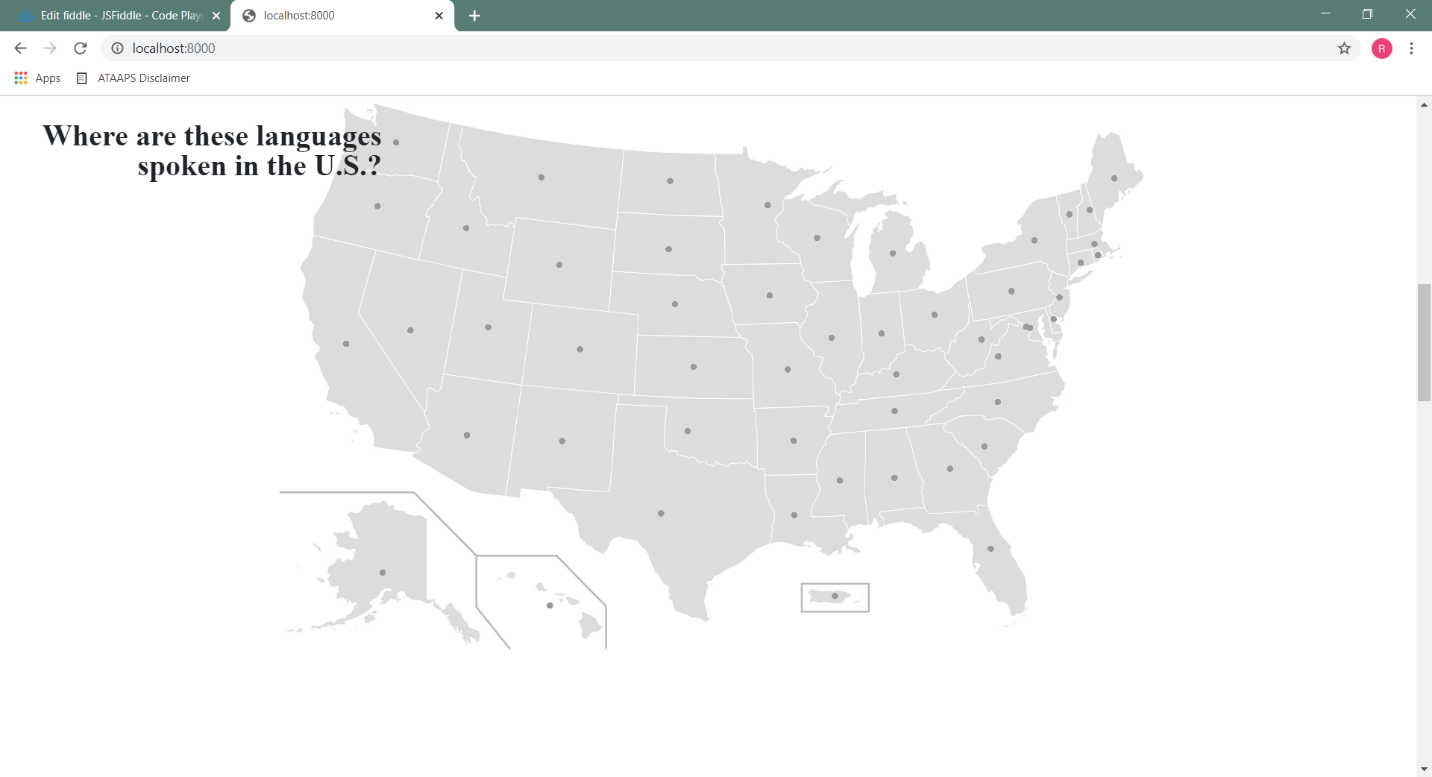 Edit fiddle - JSFiddle - Code Play
localhost:8000
localhost:8000
R
Apps
ATAAPS Disclaimer
Where are these languages
spoken in the U.S.?